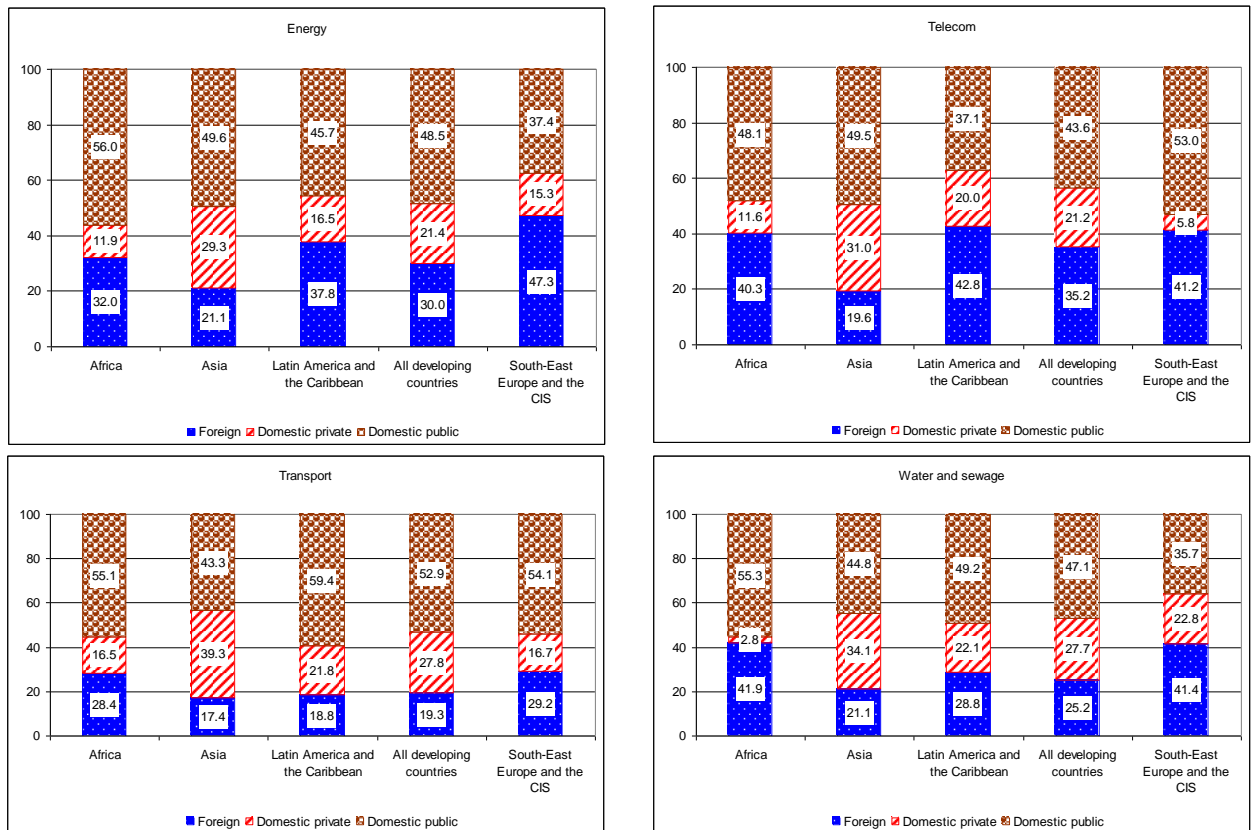 Energy
100
80
60
40
20
0
56.0 49.6 45.7 48.5 37.4
11.9 29.3 16.5 21.4 15.3
32.0 21.1 37.8 30.0 47.3
Africa Asia Latin America and the Caribbean All developing countries South-East Europe and the CIS
Foreign Domestic private Domestic public
Telecom
100
80
60
40
20
0
48.1 49.5 37.1 43.6 53.0
11.6 31.0 20.0 21.2 5.8
40.3 19.6 42.8 35.2 41.2
Africa Asia Latin America and the Caribbean All developing countries South-East Europe and the CIS
Foreign Domestic private Domestic public
Transport
100
80
60
40
20
0
55.1 43.3 59.4 52.9 54.1
16.5 39.3 21.8 27.8 16.7
28.4 17.4 18.8 19.3 29.2
Africa Asia Latin America and the Caribbean All developing countries South-East Europe and the CIS
Foreign Domestic private Domestic public
Water and sewage
100
80
60
40
20
0
55.3 44.8 49.2 47.1 35.7
2.8 34.1 22.1 27.7 22.8
41.9 21.1 28.8 25.2 41.4
Africa Asia Latin America and the Caribbean All developing countries South-East Europe and the CIS
Foreign Domestic private Domestic public